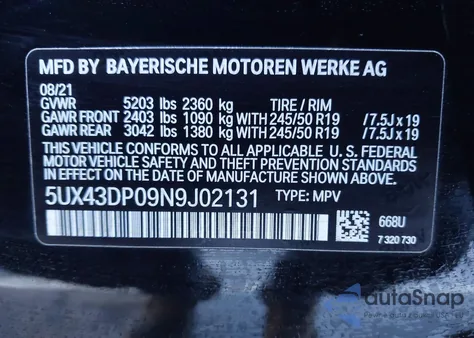 MFD BY BAYERISCHE MOTOREN WERKE AG
08/21
GVWR 5203 lbs 2360 kg TIRE / RIM
GAWR FRONT 2403 lbs 1090 kg WITH 245/50 R19 /7.5J x 19
GAWR REAR 3042 lbs 1380 kg WITH 245/50 R19 /7.5J x 19
THIS VEHICLE CONFORMS TO ALL APPLICABLE U. S. FEDERAL
MOTOR VEHICLE SAFETY AND THEFT PREVENTION STANDARDS
IN EFFECT ON THE DATE OF MANUFACTURE SHOWN ABOVE.
5UX43DP09N9J02131 TYPE: MPV
668U
7 320 730
autoSnap